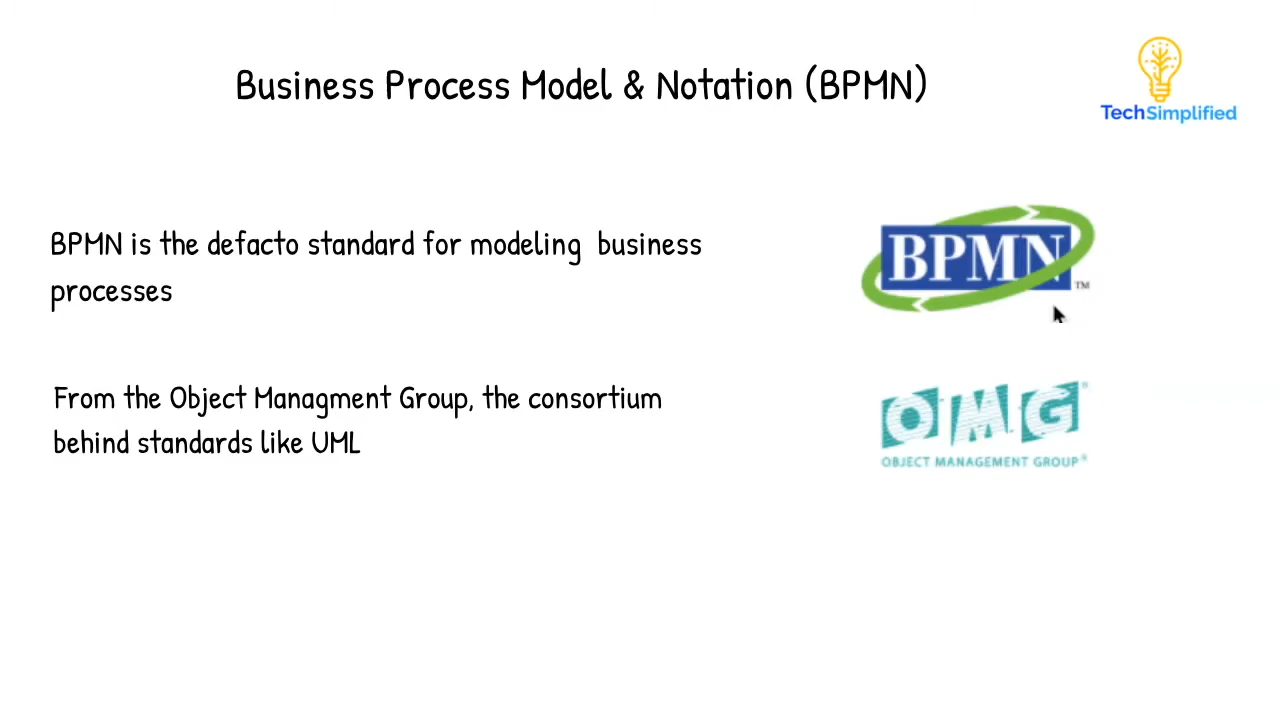 Business Process Model & Notation (BPMN)
TechSimplified
BPMN is the defacto standard for modeling business
processes
BPMN™
From the Object Managment Group, the consortium
behind standards like UML
OMG®
OBJECT MANAGEMENT GROUP®